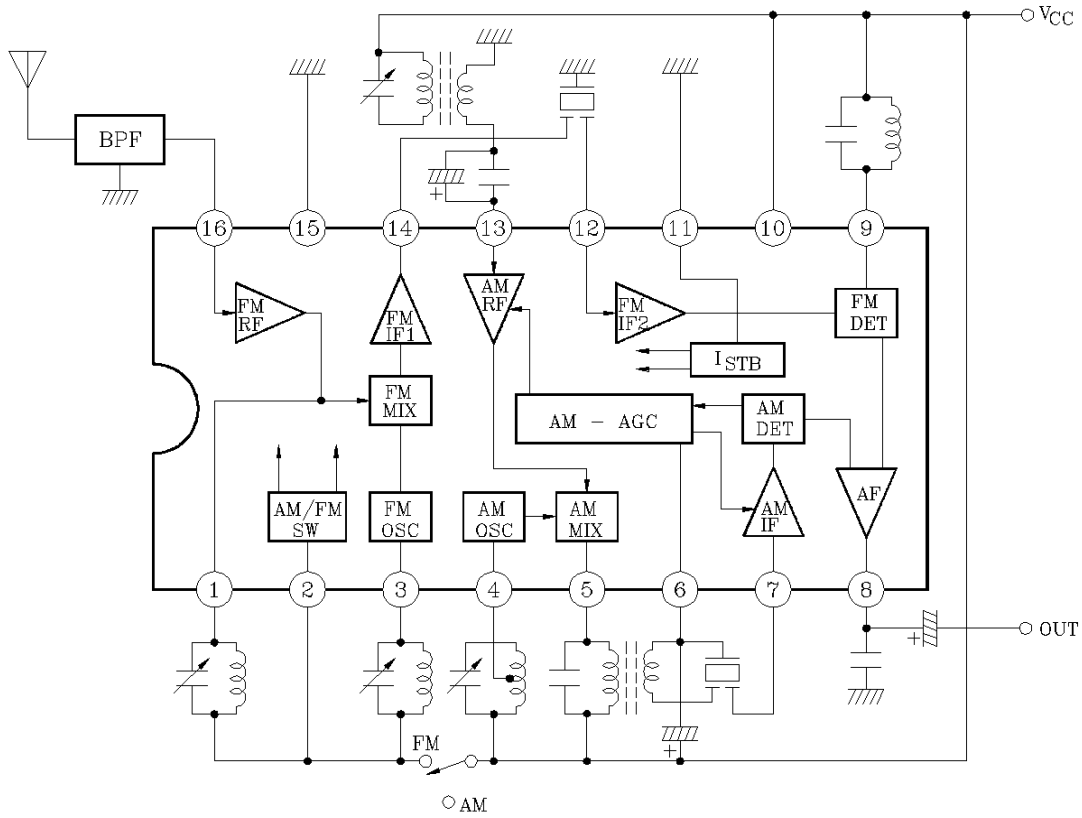 VCC
BPF
+
16
15
14
13
12
11
10
9
FM
RF
FM
IF1
AM
RF
FM
IF2
FM
DET
ISTB
FM
MIX
AM - AGC
AM
DET
AM/FM
SW
FM
OSC
AM
OSC
AM
MIX
AM
IF
AF
1
2
3
4
5
6
7
8
+
OUT
FM
+
AM